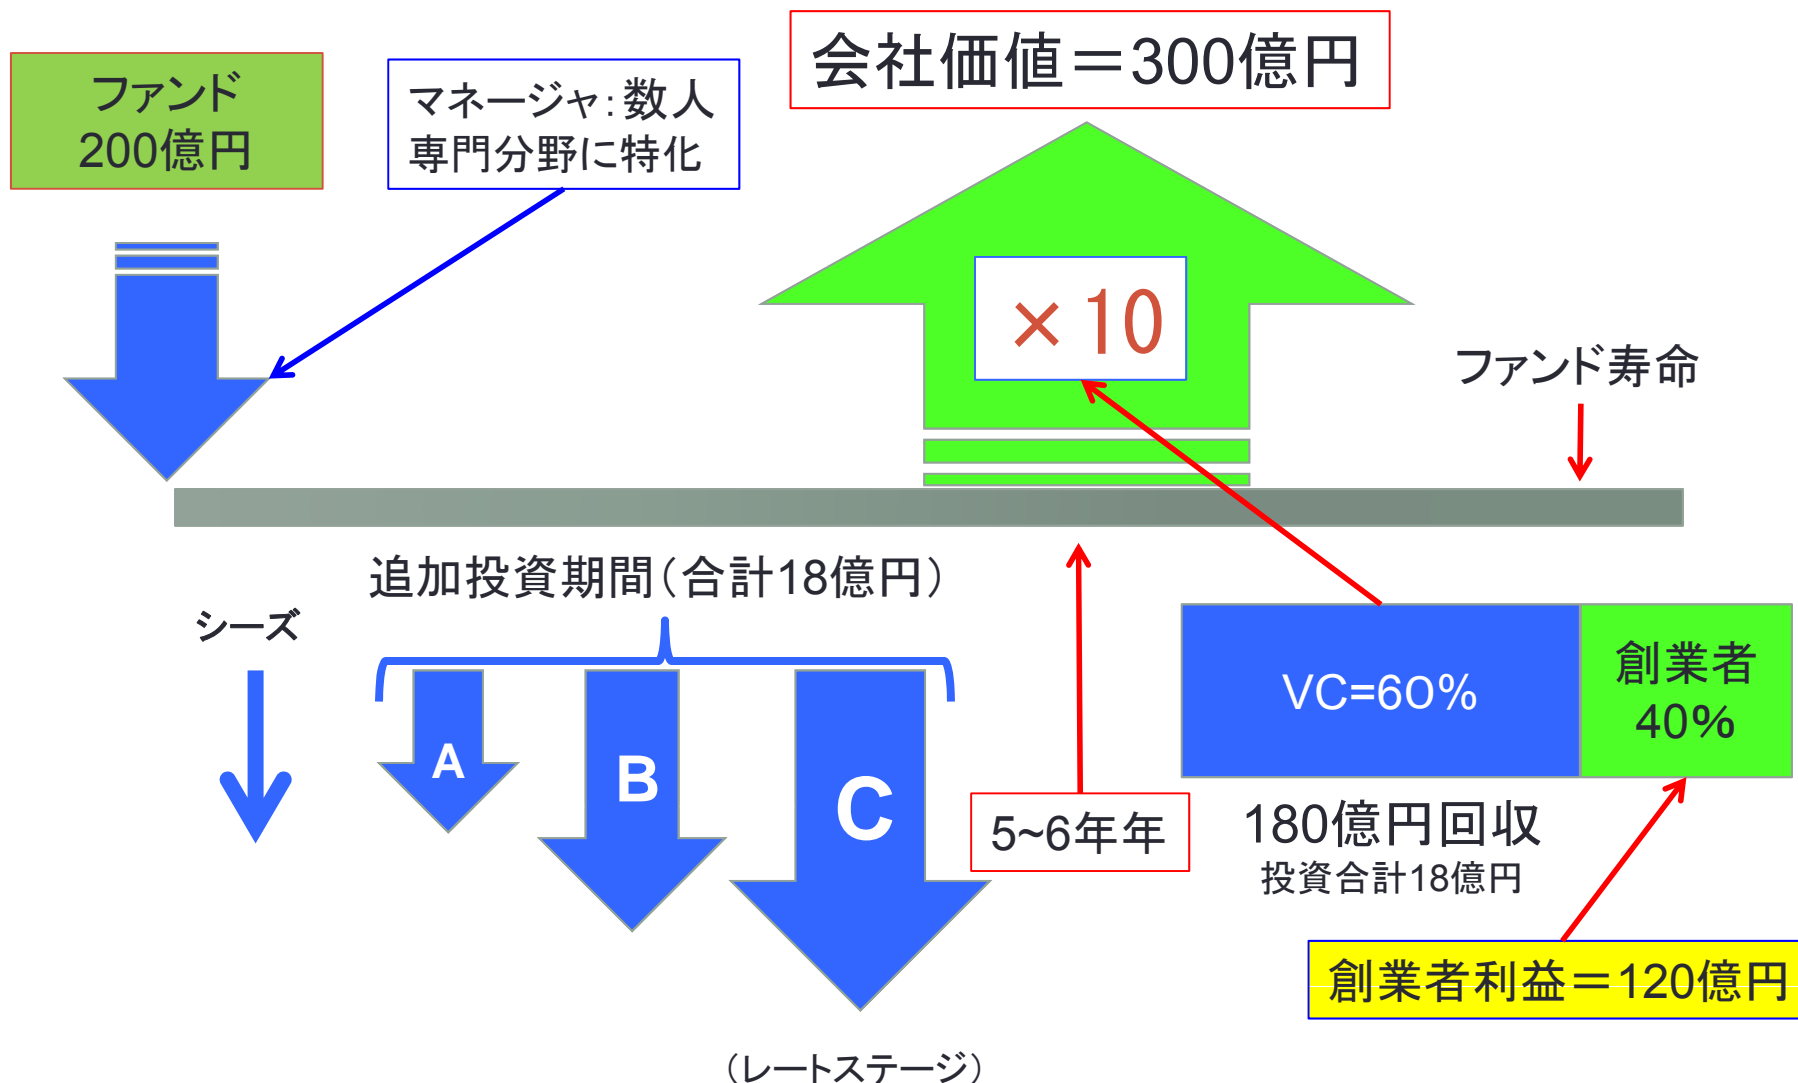 会社価値＝300億円
ファンド
200億円
マネージャ：数人
専門分野に特化
×10
ファンド寿命
追加投資期間（合計18億円）
シーズ
A
B
C
VC=60%
創業者
40%
5~6年年
180億円回収
投資合計18億円
創業者利益＝120億円
（レートステージ）